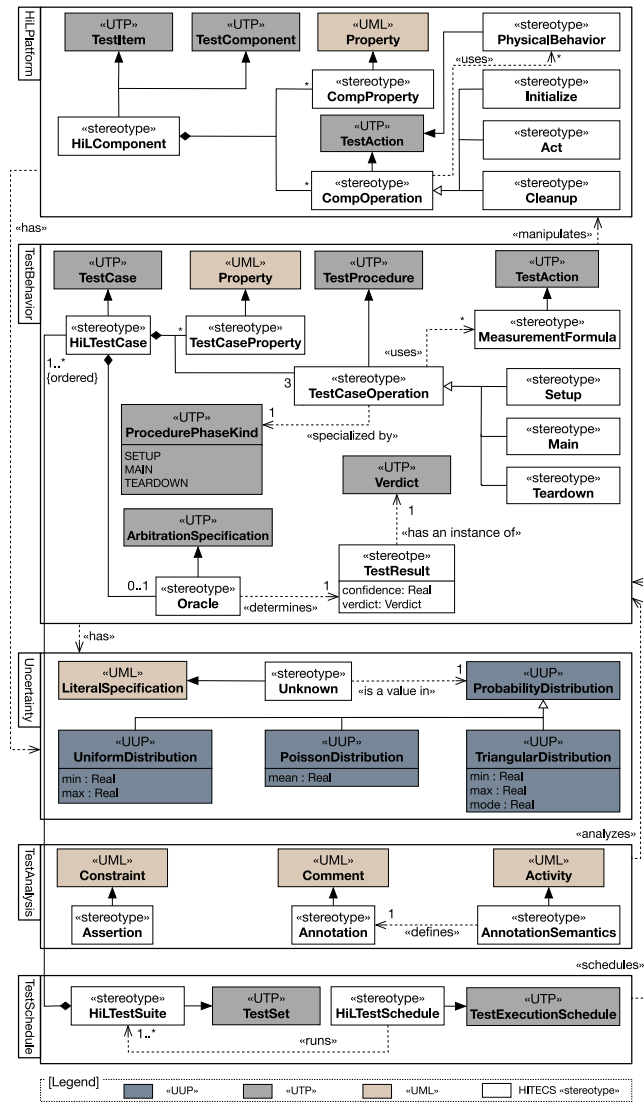 HiLPlatform
«UTP»
TestItem
«UTP»
TestComponent
«UML»
Property
«stereotype»
PhysicalBehavior
«uses»
*
«stereotype»
CompProperty
*
«stereotype»
Initialize
«stereotype»
HiLComponent
«UTP»
TestAction
«stereotype»
Act
*
«stereotype»
CompOperation
«stereotype»
Cleanup
«has»
«manipulates»
TestBehavior
«UTP»
TestCase
«UML»
Property
«UTP»
TestProcedure
«UTP»
TestAction
«stereotype»
HiLTestCase
*
«stereotype»
TestCaseProperty
*
«stereotype»
MeasurementFormula
1..*
{ordered}
«uses»
3
«stereotype»
TestCaseOperation
«stereotype»
Setup
«UTP»
ProcedurePhaseKind
SETUP
MAIN
TEARDOWN
1
«specialized by»
«stereotype»
Main
«UTP»
Verdict
«stereotype»
Teardown
1
«UTP»
ArbitrationSpecification
«has an instance of»
0..1
«stereotype»
Oracle
«determines»
1
«stereotpe»
TestResult
confidence: Real
verdict: Verdict
«has»
Uncertainty
«UML»
LiteralSpecification
«stereotype»
Unknown
«is a value in»
1
«UUP»
ProbabilityDistribution
«UUP»
UniformDistribution
min : Real
max : Real
«UUP»
PoissonDistribution
mean : Real
«UUP»
TriangularDistribution
min : Real
max : Real
mode : Real
«analyzes»
TestAnalysis
«UML»
Constraint
«UML»
Comment
«UML»
Activity
«stereotype»
Assertion
«stereotype»
Annotation
1
«defines»
«stereotype»
AnnotationSemantics
«schedules»
TestSchedule
«stereotype»
HiLTestSuite
«UTP»
TestSet
«stereotype»
HiLTestSchedule
«UTP»
TestExecutionSchedule
1..*
«runs»
[Legend]
«UUP»
«UTP»
«UML»
HITECS «stereotype»